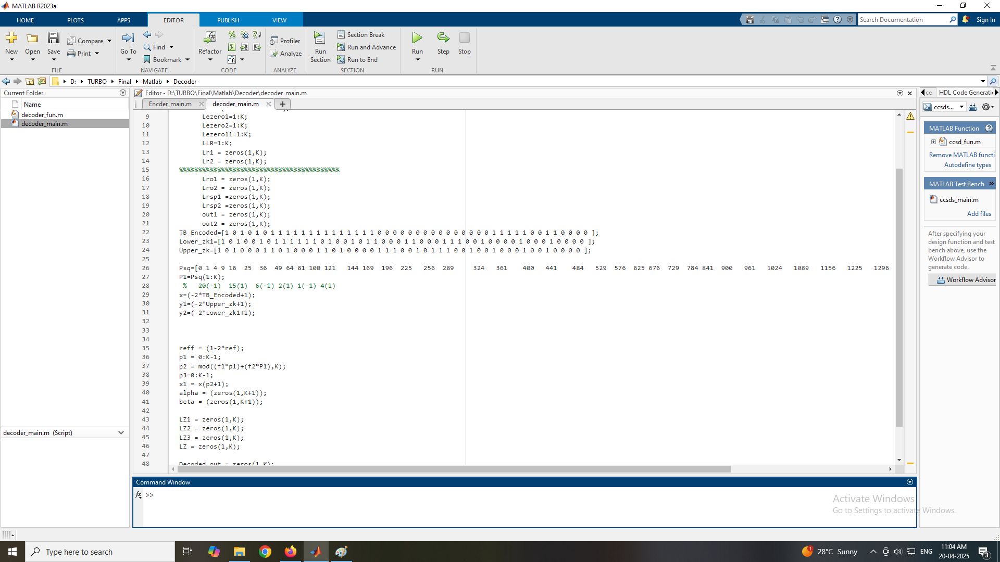 MATLAB R2023a
HOME PLOTS APPS EDITOR PUBLISH VIEW
Search Documentation
Sign In
New Open Save Compare Print
Go To Find Bookmark
Refactor
Profiler Analyze
Run Section
Section Break
Run and Advance
Run to End
Run Step Stop
FILE NAVIGATE CODE ANALYZE SECTION RUN
D: TURBO Final Matlab Decoder
Current Folder
Name
decoder_fun.m
decoder_main.m
decoder_main.m (Script)
Editor - D:\TURBO\Final\Matlab\Decoder\decoder_main.m
Encder_main.m decoder_main.m
9 Lezero1=1:K;
10 Lezero2=1:K;
11 Lezero11=1:K;
12 LLR=1:K;
13 Lr1 = zeros(1,K);
14 Lr2 = zeros(1,K);
15 %%%%%%%%%%%%%%%%%%%%%%%%%%%%%%%%%%%%%%%%%%
16 Lro1 = zeros(1,K);
17 Lro2 = zeros(1,K);
18 Lrsp1 =zeros(1,K);
19 Lrsp2 =zeros(1,K);
20 out1 = zeros(1,K);
21 out2 = zeros(1,K);
22 TB_Encoded=[1 0 1 0 1 0 1 1 1 1 1 1 1 1 1 1 1 1 1 1 0 0 0 0 0 0 0 0 0 0 0 0 0 0 0 1 1 1 1 1 0 0 1 1 0 0 0 0 ];
23 Lower_zk1=[1 0 1 0 0 1 0 1 1 1 1 1 1 0 1 0 0 1 0 1 1 0 0 0 1 1 0 0 0 1 1 1 0 0 1 0 0 0 0 1 0 0 0 1 0 0 0 0 ];
24 Upper_zk=[1 0 1 0 0 0 1 1 0 1 0 0 0 1 1 0 1 0 0 0 0 1 1 1 0 0 1 0 1 1 1 0 0 1 0 0 1 0 0 0 1 0 0 1 0 0 0 0 ];
25
26 Psq=[0 1 4 9 16 25 36 49 64 81 100 121 144 169 196 225 256 289 324 361 400 441 484 529 576 625 676 729 784 841 900 961 1024 1089 1156 1225 1296
27 P1=Psq(1:K);
28 % 20(-1) 15(1) 6(-1) 2(1) 1(-1) 4(1)
29 x=(-2*TB_Encoded+1);
30 y1=(-2*Upper_zk+1);
31 y2=(-2*Lower_zk1+1);
32
33
34
35 reff = (1-2*ref);
36 p1 = 0:K-1;
37 p2 = mod((f1*p1)+(f2*P1),K);
38 p3=0:K-1;
39 x1 = x(p2+1);
40 alpha = (zeros(1,K+1));
41 beta = (zeros(1,K+1));
42
43 LZ1 = zeros(1,K);
44 LZ2 = zeros(1,K);
45 LZ3 = zeros(1,K);
46 LZ = zeros(1,K);
47
48 Decoded_out = zeros(1,K);
Command Window
fx >>
ce HDL Code Generatic
ccsds...
MATLAB Function
ccsd_fun.m
Remove MATLAB functi
Autodefine types
MATLAB Test Bench
ccsds_main.m
Add files
After specifying your
design function and test
bench above, use the
Workflow Advisor to
generate code.
Workflow Advisor
Activate Windows
Go to Settings to activate Windows.
Type here to search
1
28°C Sunny
ENG
11:04 AM
20-04-2025
3